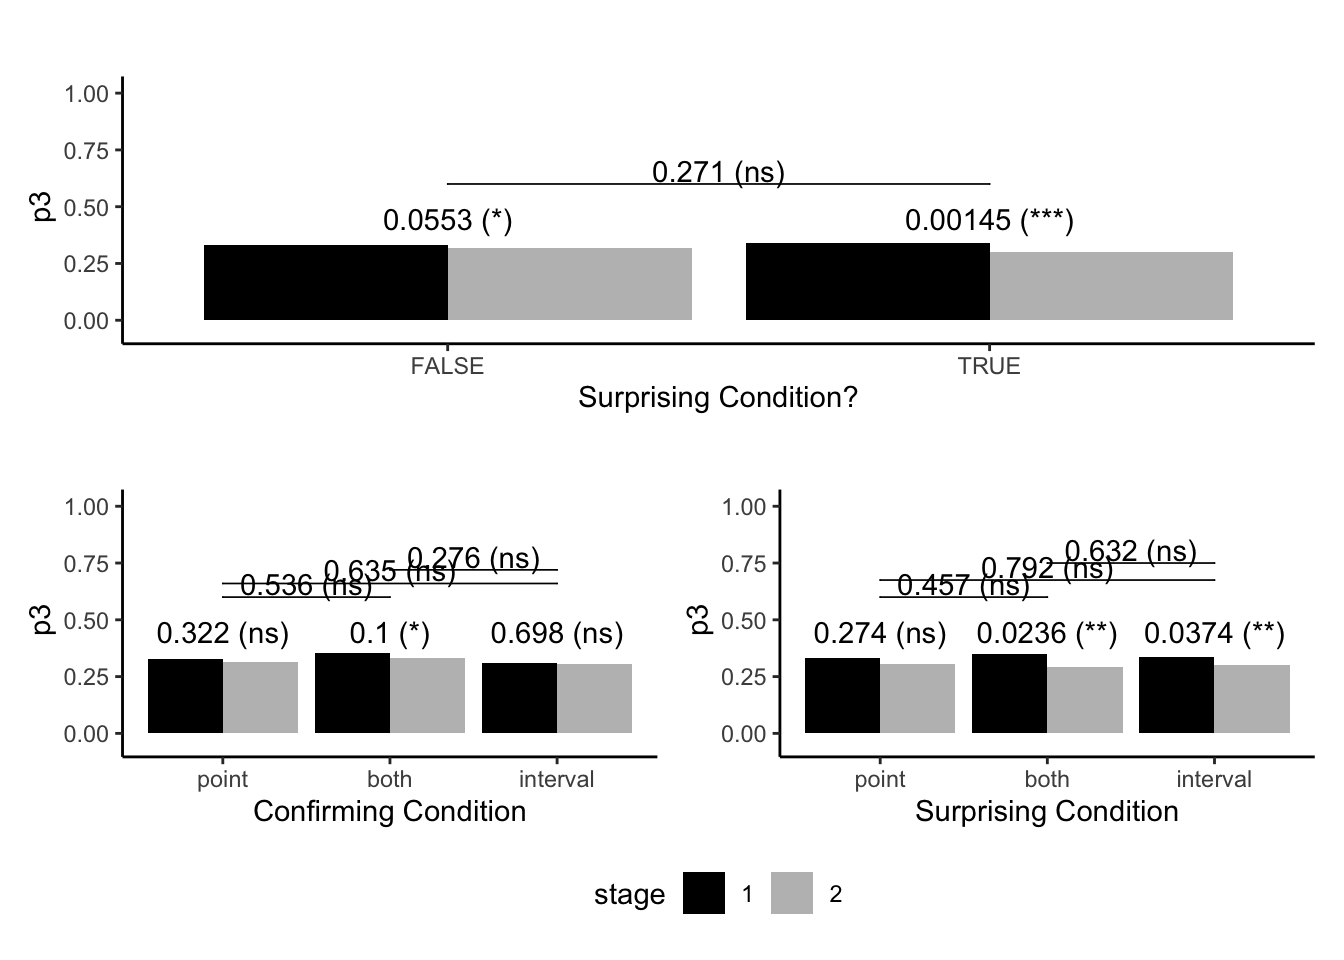 1.00
0.75
0.50
0.25
0.00
p3
0.271 (ns)
0.0553 (*)
0.00145 (***)
FALSE
TRUE
Surprising Condition?
1.00
0.75
0.50
0.25
0.00
p3
0.276 (ns)
0.635 (ns)
0.536 (ns)
0.322 (ns)
0.1 (*)
0.698 (ns)
point
both
interval
Confirming Condition
1.00
0.75
0.50
0.25
0.00
p3
0.632 (ns)
0.792 (ns)
0.457 (ns)
0.274 (ns)
0.0236 (**)
0.0374 (**)
point
both
interval
Surprising Condition
stage
1
2